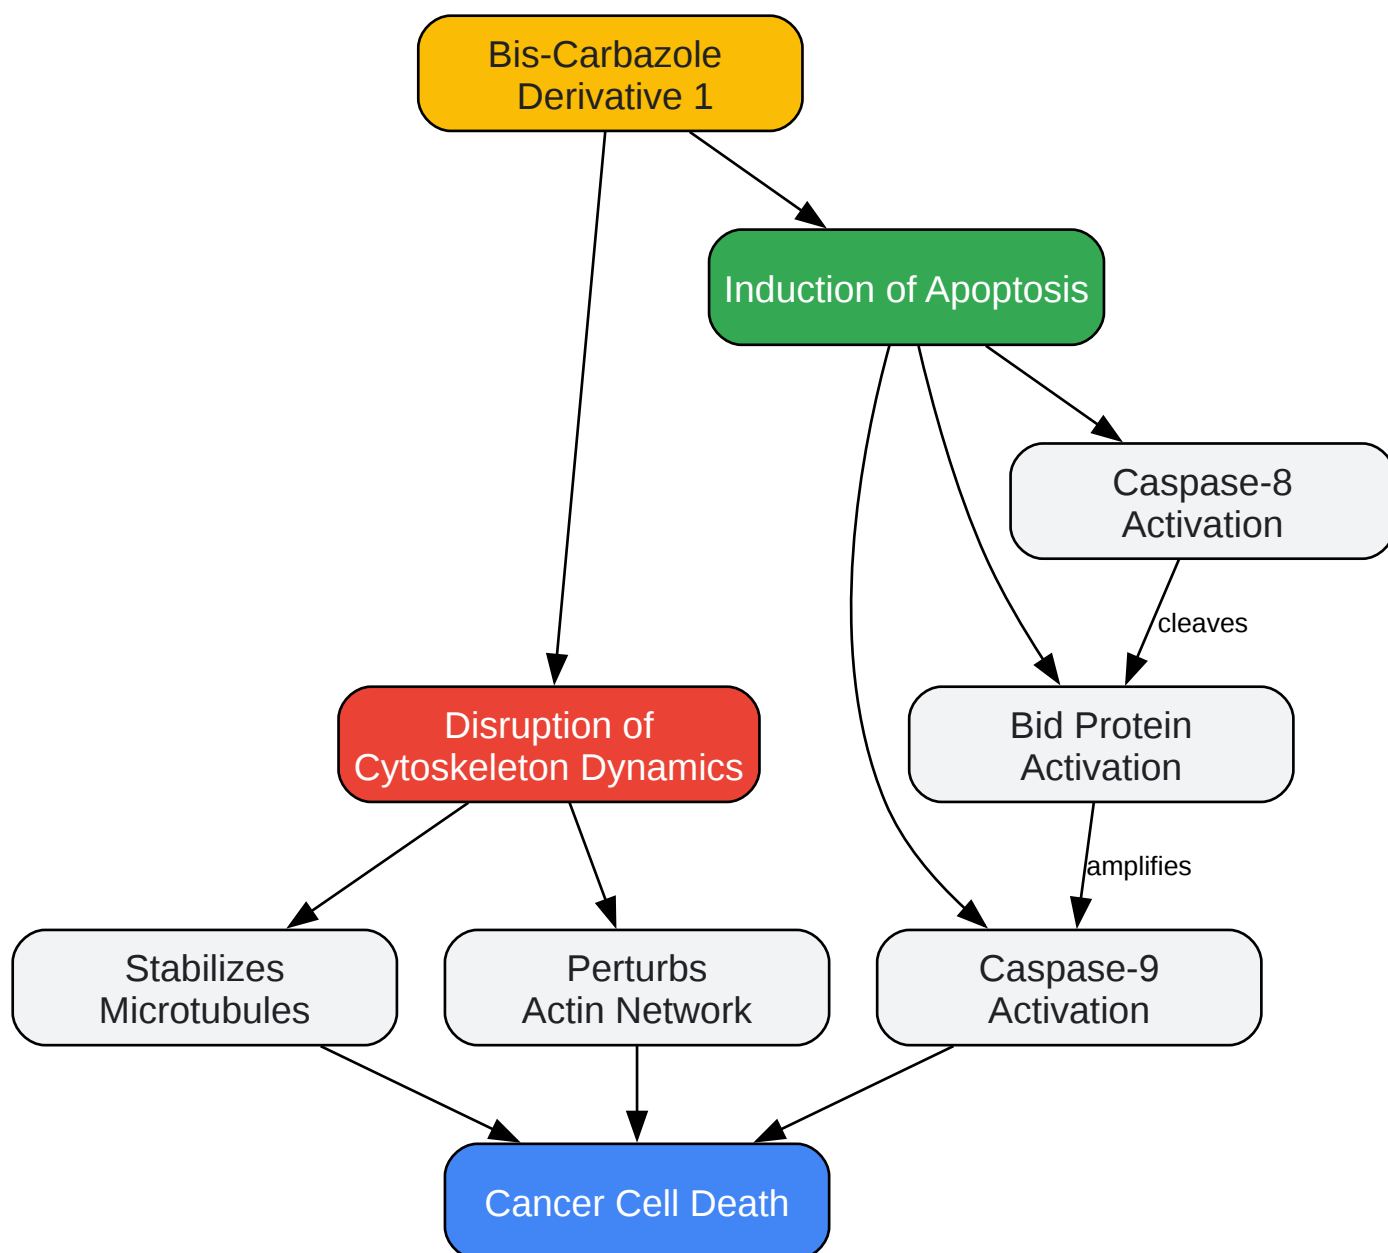 Bis-Carbazole
Derivative 1
Induction of Apoptosis
Caspase-8
Activation
cleaves
Disruption of
Cytoskeleton Dynamics
Bid Protein
Activation
amplifies
Stabilizes
Microtubules
Perturbs
Actin Network
Caspase-9
Activation
Cancer Cell Death